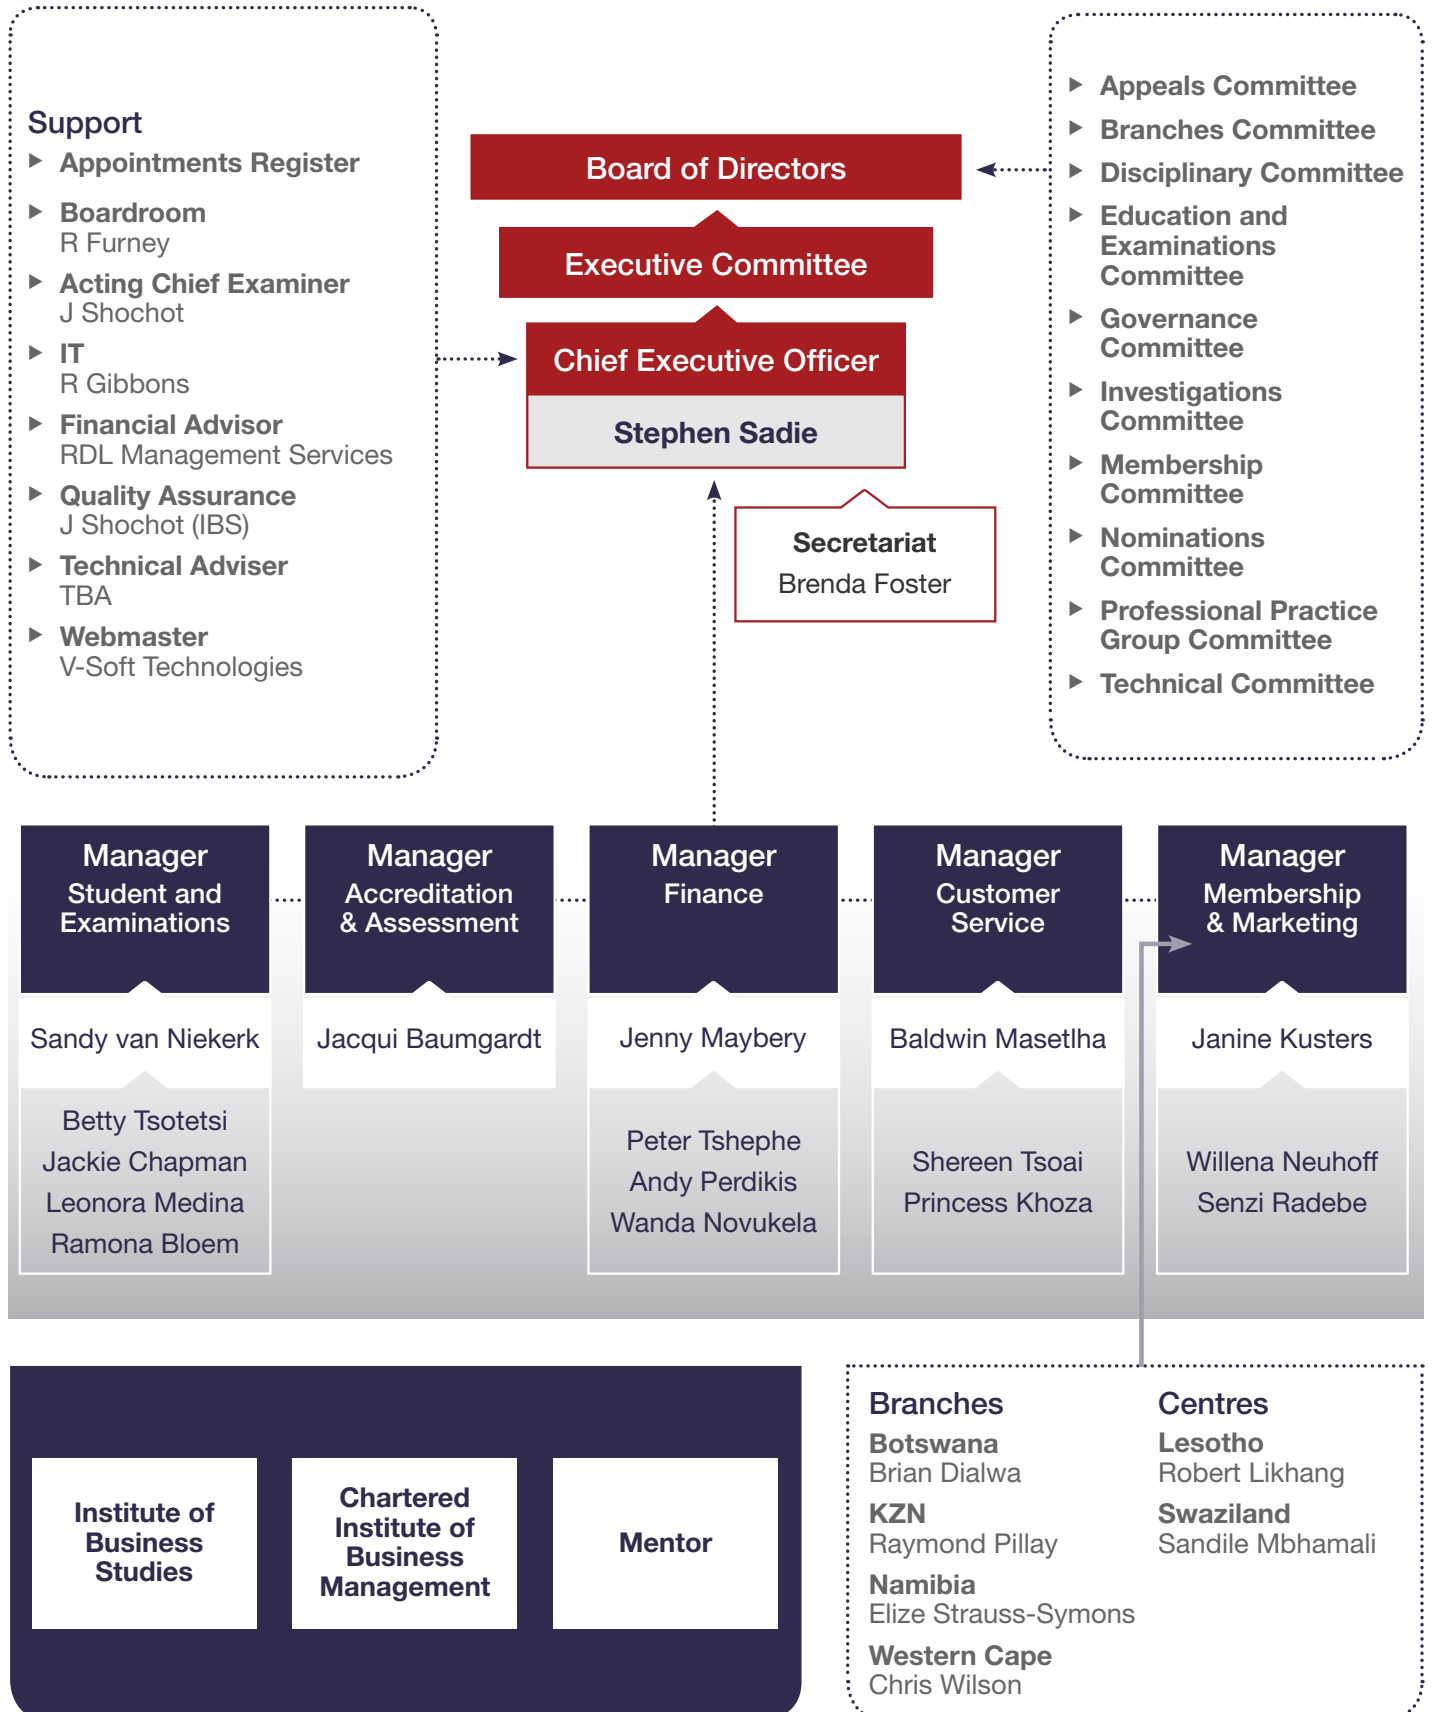 Support
Appointments Register
Boardroom
R Furney
Acting Chief Examiner
J Shochot
IT
R Gibbons
Financial Advisor
RDL Management Services
Quality Assurance
J Shochot (IBS)
Technical Adviser
TBA
Webmaster
V-Soft Technologies
Board of Directors
Executive Committee
Chief Executive Officer
Stephen Sadie
Secretariat
Brenda Foster
Appeals Committee
Branches Committee
Disciplinary Committee
Education and
Examinations
Committee
Governance
Committee
Investigations
Committee
Membership
Committee
Nominations
Committee
Professional Practice
Group Committee
Technical Committee
Manager
Student and
Examinations
Sandy van Niekerk
Betty Tsotetsi
Jackie Chapman
Leonora Medina
Ramona Bloem
Manager
Accreditation
& Assessment
Jacqui Baumgardt
Manager
Finance
Jenny Maybery
Peter Tshephe
Andy Perdikis
Wanda Novukela
Manager
Customer
Service
Baldwin Masetlha
Shereen Tsoai
Princess Khoza
Manager
Membership
& Marketing
Janine Kusters
Willena Neuhoff
Senzi Radebe
Institute of
Business
Studies
Chartered
Institute of
Business
Management
Mentor
Branches
Botswana
Brian Dialwa
KZN
Raymond Pillay
Namibia
Elize Strauss-Symons
Western Cape
Chris Wilson
Centres
Lesotho
Robert Likhang
Swaziland
Sandile Mbhamali